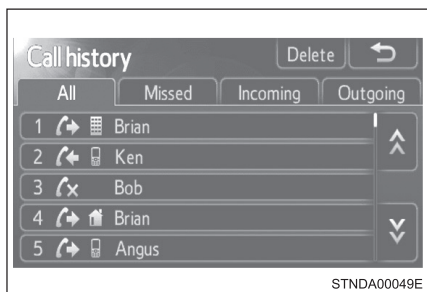 Call history Delete
All Missed Incoming Outgoing
1 Brian
2 Ken
3 Bob
4 Brian
5 Angus
STNDA00049E